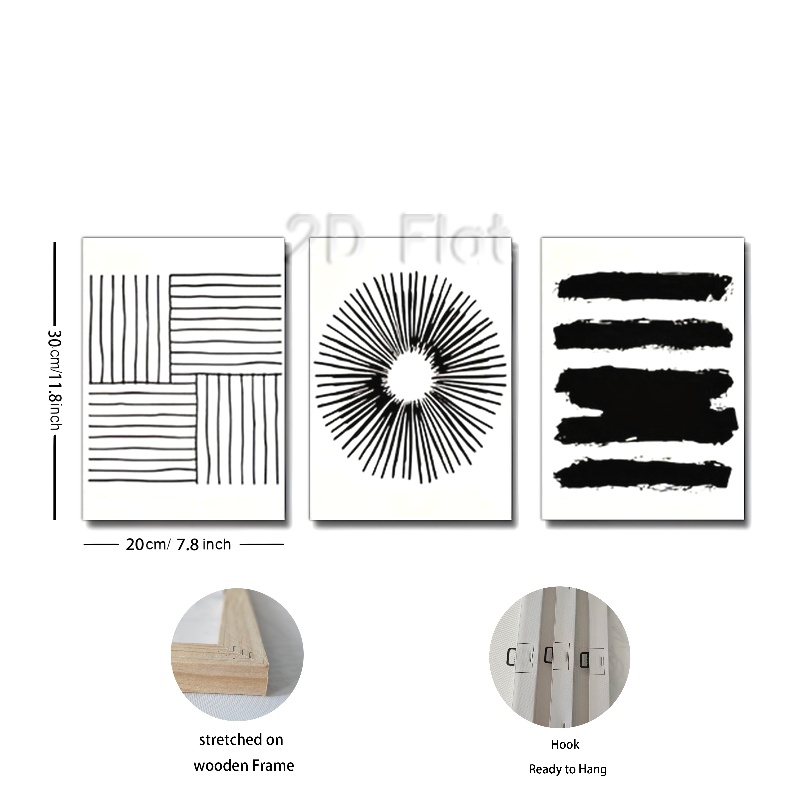 2D Flat
30cm/11.8inch
20cm/ 7.8 inch
stretched on
wooden Frame
Hook
Ready to Hang